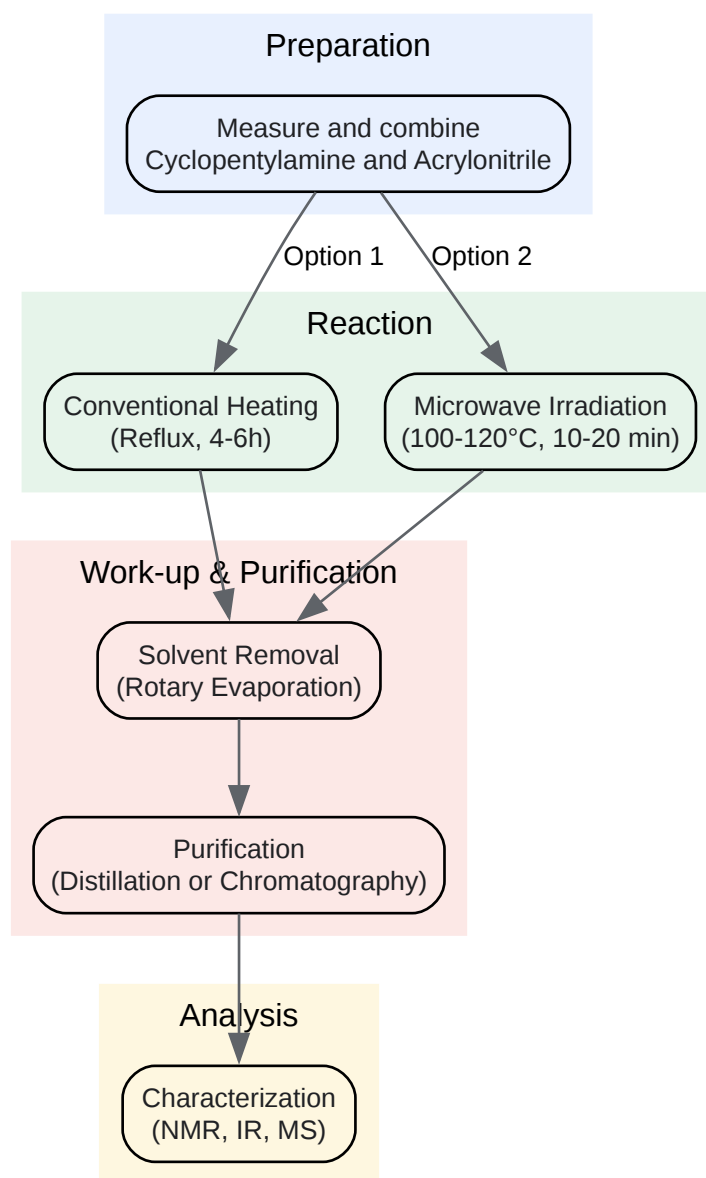 Preparation
Measure and combine
Cyclopentylamine and Acrylonitrile
Option 1
Option 2
Reaction
Conventional Heating
(Reflux, 4-6h)
Microwave Irradiation
(100-120°C, 10-20 min)
Work-up & Purification
Solvent Removal
(Rotary Evaporation)
Purification
(Distillation or Chromatography)
Analysis
Characterization
(NMR, IR, MS)